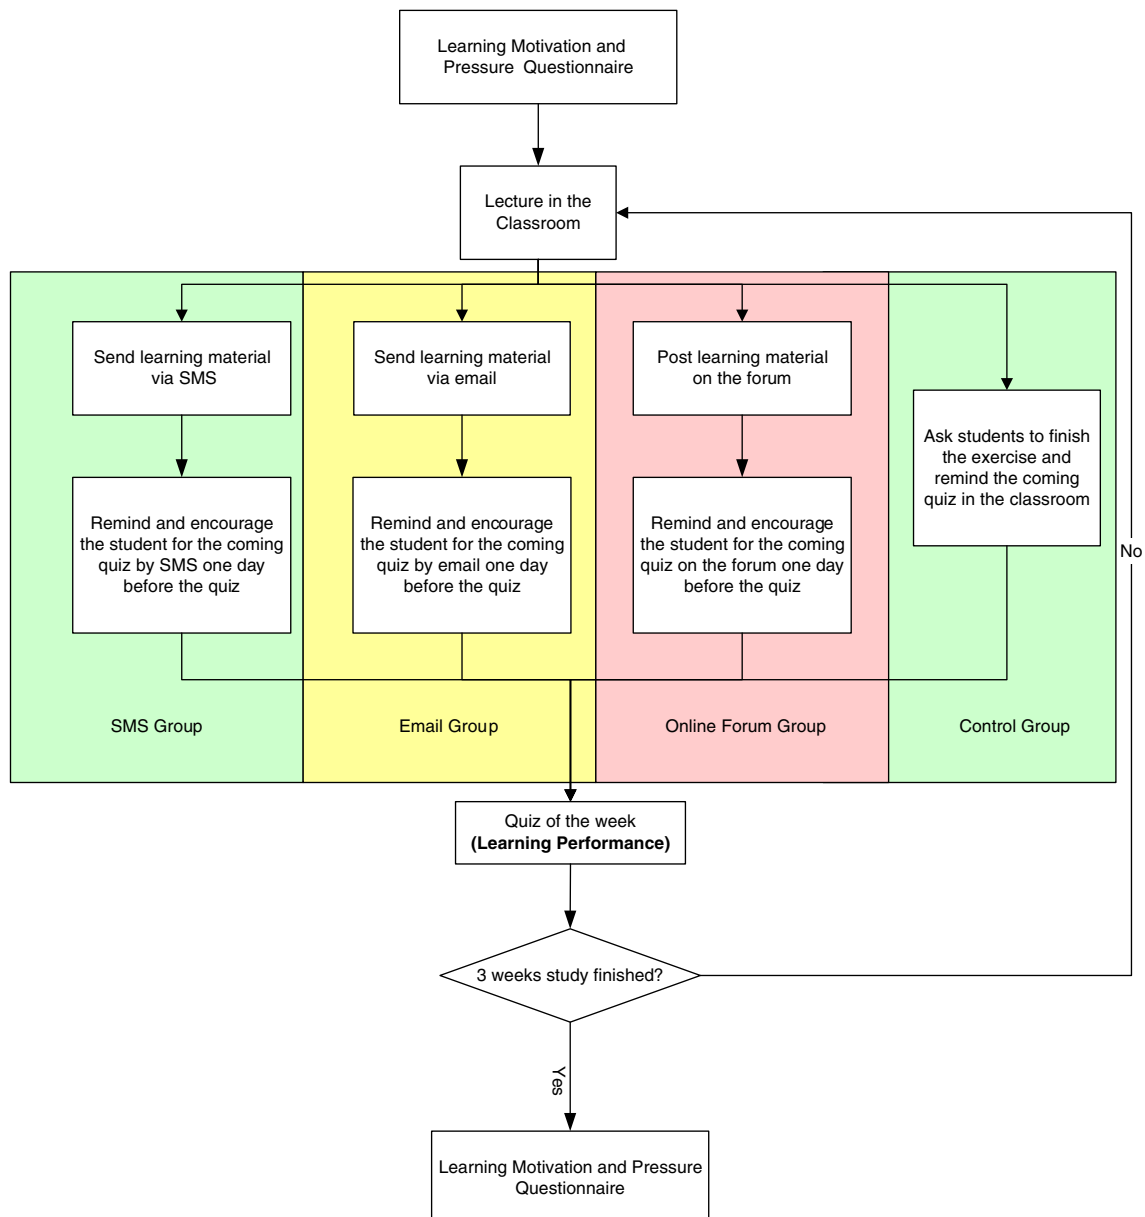 Learning Motivation and
Pressure Questionnaire
Lecture in the
Classroom
Send learning material
via SMS
Send learning material
via email
Post learning material
on the forum
Ask students to finish
the exercise and
remind the coming
quiz in the classroom
Remind and encourage
the student for the coming
quiz by SMS one day
before the quiz
Remind and encourage
the student for the coming
quiz by email one day
before the quiz
Remind and encourage
the student for the coming
quiz on the forum one day
before the quiz
No
SMS Group
Email Group
Online Forum Group
Control Group
Quiz of the week
(Learning Performance)
3 weeks study finished?
Yes
Learning Motivation and Pressure
Questionnaire